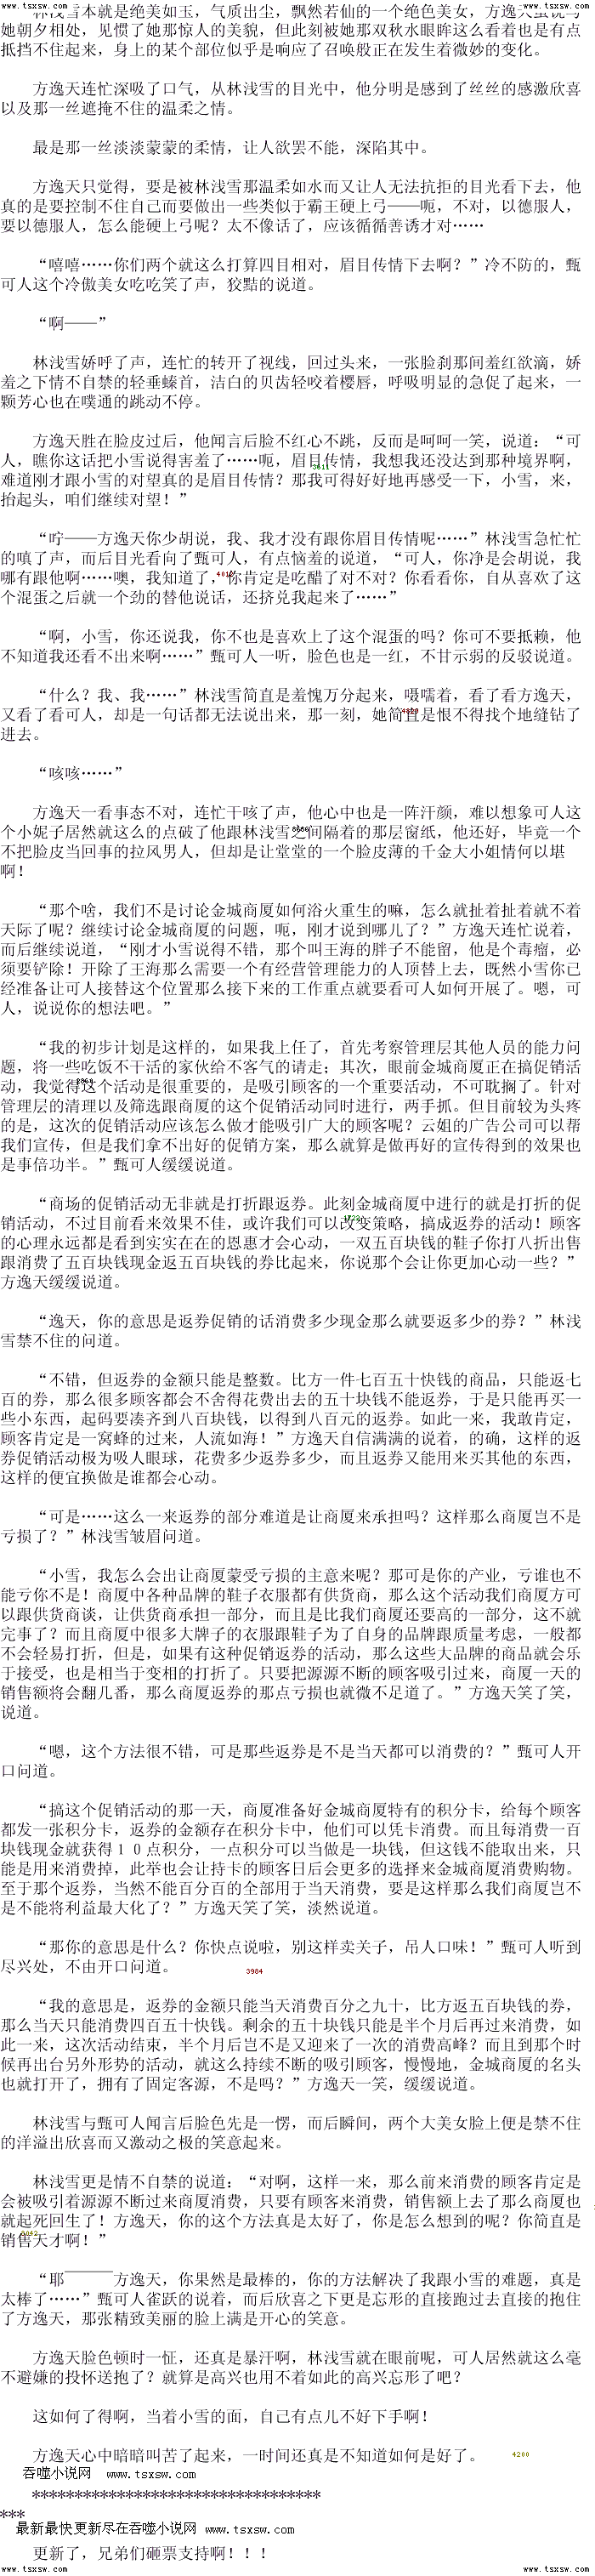 www.tsxsw.com www.tsxsw.com
林浅雪本就是绝美如玉，气质出尘，飘然若仙的一个绝色美女，方逸天虽说与
她朝夕相处，见惯了她那惊人的美貌，但此刻被她那双秋水眼眸这么看着也是有点
抵挡不住起来，身上的某个部位似乎是响应了召唤般正在发生着微妙的变化。
方逸天连忙深吸了口气，从林浅雪的目光中，他分明是感到了丝丝的感激欣喜
以及那一丝遮掩不住的温柔之情。
最是那一丝淡淡蒙蒙的柔情，让人欲罢不能，深陷其中。
方逸天只觉得，要是被林浅雪那温柔如水而又让人无法抗拒的目光看下去，他
真的是要控制不住自己而要做出一些类似于霸王硬上弓——呃，不对，以德服人，
要以德服人，怎么能硬上弓呢？太不像话了，应该循循善诱才对……
“嘻嘻……你们两个就这么打算四目相对，眉目传情下去啊？”冷不防的，甄
可人这个冷傲美女吃吃笑了声，狡黠的说道。
“啊——”
林浅雪娇呼了声，连忙的转开了视线，回过头来，一张脸刹那间羞红欲滴，娇
羞之下情不自禁的轻垂螓首，洁白的贝齿轻咬着樱唇，呼吸明显的急促了起来，一
颗芳心也在噗通的跳动不停。
方逸天胜在脸皮过后，他闻言后脸不红心不跳，反而是呵呵一笑，说道：“可
人，瞧你这话把小雪说得害羞了……呃，眉目传情，我想我还没达到那种境界啊，
难道刚才跟小雪的对望真的是眉目传情？那我可得好好地再感受一下，小雪，来，
抬起头，咱们继续对望！”
“咛——方逸天你少胡说，我、我才没有跟你眉目传情呢……”林浅雪急忙忙
的嗔了声，而后目光看向了甄可人，有点恼羞的说道，“可人，你净是会胡说，我
哪有跟他啊……噢，我知道了，你肯定是吃醋了对不对？你看看你，自从喜欢了这
个混蛋之后就一个劲的替他说话，还挤兑我起来了……”
“啊，小雪，你还说我，你不也是喜欢上了这个混蛋的吗？你可不要抵赖，他
不知道我还看不出来啊……”甄可人一听，脸色也是一红，不甘示弱的反驳说道。
“什么？我、我……”林浅雪简直是羞愧万分起来，嗫嚅着，看了看方逸天，
又看了看可人，却是一句话都无法说出来，那一刻，她简直是恨不得找个地缝钻了
进去。
“咳咳……”
方逸天一看事态不对，连忙干咳了声，他心中也是一阵汗颜，难以想象可人这
个小妮子居然就这么的点破了他跟林浅雪之间隔着的那层窗纸，他还好，毕竟一个
不把脸皮当回事的拉风男人，但却是让堂堂的一个脸皮薄的千金大小姐情何以堪
啊！
“那个啥，我们不是讨论金城商厦如何浴火重生的嘛，怎么就扯着扯着就不着
天际了呢？继续讨论金城商厦的问题，呃，刚才说到哪儿了？”方逸天连忙说着，
而后继续说道，“刚才小雪说得不错，那个叫王海的胖子不能留，他是个毒瘤，必
须要铲除！开除了王海那么需要一个有经营管理能力的人顶替上去，既然小雪你已
经准备让可人接替这个位置那么接下来的工作重点就要看可人如何开展了。嗯，可
人，说说你的想法吧。”
“我的初步计划是这样的，如果我上任了，首先考察管理层其他人员的能力问
题，将一些吃饭不干活的家伙给不客气的请走；其次，眼前金城商厦正在搞促销活
动，我觉得这个活动是很重要的，是吸引顾客的一个重要活动，不可耽搁了。针对
管理层的清理以及筛选跟商厦的这个促销活动同时进行，两手抓。但目前较为头疼
的是，这次的促销活动应该怎么做才能吸引广大的顾客呢？云姐的广告公司可以帮
我们宣传，但是我们拿不出好的促销方案，那么就算是做再好的宣传得到的效果也
是事倍功半。”甄可人缓缓说道。
“商场的促销活动无非就是打折跟返券。此刻金城商厦中进行的就是打折的促
销活动，不过目前看来效果不佳，或许我们可以改变策略，搞成返券的活动！顾客
的心理永远都是看到实实在在的恩惠才会心动，一双五百块钱的鞋子你打八折出售
跟消费了五百块钱现金返五百块钱的券比起来，你说那个会让你更加心动一些？”
方逸天缓缓说道。
“逸天，你的意思是返券促销的话消费多少现金那么就要返多少的券？”林浅
雪禁不住的问道。
“不错，但返券的金额只能是整数。比方一件七百五十快钱的商品，只能返七
百的券，那么很多顾客都会不舍得花费出去的五十块钱不能返券，于是只能再买一
些小东西，起码要凑齐到八百块钱，以得到八百元的返券。如此一来，我敢肯定，
顾客肯定是一窝蜂的过来，人流如海！”方逸天自信满满的说着，的确，这样的返
券促销活动极为吸人眼球，花费多少返券多少，而且返券又能用来买其他的东西，
这样的便宜换做是谁都会心动。
“可是……这么一来返券的部分难道是让商厦来承担吗？这样那么商厦岂不是
亏损了？”林浅雪皱眉问道。
“小雪，我怎么会出让商厦蒙受亏损的主意来呢？那可是你的产业，亏谁也不
能亏你不是！商厦中各种品牌的鞋子衣服都有供货商，那么这个活动我们商厦方可
以跟供货商谈，让供货商承担一部分，而且是比我们商厦还要高的一部分，这不就
完事了？而且商厦中很多大牌子的衣服跟鞋子为了自身的品牌跟质量考虑，一般都
不会轻易打折，但是，如果有这种促销返券的活动，那么这些大品牌的商品就会乐
于接受，也是相当于变相的打折了。只要把源源不断的顾客吸引过来，商厦一天的
销售额将会翻几番，那么商厦返券的那点亏损也就微不足道了。”方逸天笑了笑，
说道。
“嗯，这个方法很不错，可是那些返券是不是当天都可以消费的？”甄可人开
口问道。
“搞这个促销活动的那一天，商厦准备好金城商厦特有的积分卡，给每个顾客
都发一张积分卡，返券的金额存在积分卡中，他们可以凭卡消费。而且每消费一百
块钱现金就获得１０点积分，一点积分可以当做是一块钱，但这钱不能取出来，只
能是用来消费掉，此举也会让持卡的顾客日后会更多的选择来金城商厦消费购物。
至于那个返券，当然不能百分百的全部用于当天消费，要是这样那么我们商厦岂不
是不能将利益最大化了？”方逸天笑了笑，淡然说道。
“那你的意思是什么？你快点说啦，别这样卖关子，吊人口味！”甄可人听到
尽兴处，不由开口问道。
“我的意思是，返券的金额只能当天消费百分之九十，比方返五百块钱的券，
那么当天只能消费四百五十快钱。剩余的五十块钱只能是半个月后再过来消费，如
此一来，这次活动结束，半个月后岂不是又迎来了一次的消费高峰？而且到那个时
候再出台另外形势的活动，就这么持续不断的吸引顾客，慢慢地，金城商厦的名头
也就打开了，拥有了固定客源，不是吗？”方逸天一笑，缓缓说道。
林浅雪与甄可人闻言后脸色先是一愣，而后瞬间，两个大美女脸上便是禁不住
的洋溢出欣喜而又激动之极的笑意起来。
林浅雪更是情不自禁的说道：“对啊，这样一来，那么前来消费的顾客肯定是
会被吸引着源源不断过来商厦消费，只要有顾客来消费，销售额上去了那么商厦也
就起死回生了！方逸天，你的这个方法真是太好了，你是怎么想到的呢？你简直是
销售天才啊！”
“耶￣￣￣方逸天，你果然是最棒的，你的方法解决了我跟小雪的难题，真是
太棒了……”甄可人雀跃的说着，而后欣喜之下更是忘形的直接跑过去直接的抱住
了方逸天，那张精致美丽的脸上满是开心的笑意。
方逸天脸色顿时一怔，还真是暴汗啊，林浅雪就在眼前呢，可人居然就这么毫
不避嫌的投怀送抱了？就算是高兴也用不着如此的高兴忘形了吧？
这如何了得啊，当着小雪的面，自己有点儿不好下手啊！
方逸天心中暗暗叫苦了起来，一时间还真是不知道如何是好了。 4200
吞噬小说网 www.tsxsw.com
**********************************
***
最新最快更新尽在吞噬小说网 www.tsxsw.com
更新了，兄弟们砸票支持啊！！！
www.tsxsw.com www.tsxsw.com